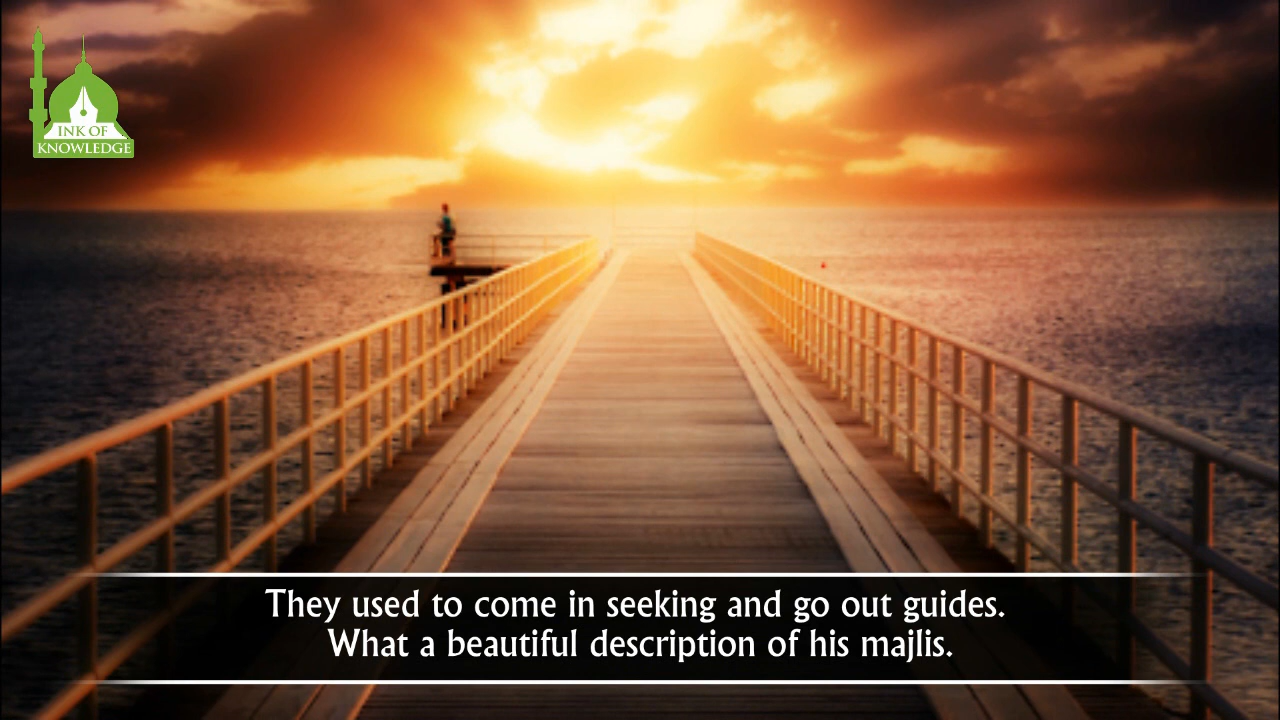 INK OF
KNOWLEDGE
They used to come in seeking and go out guides.
What a beautiful description of his majlis.